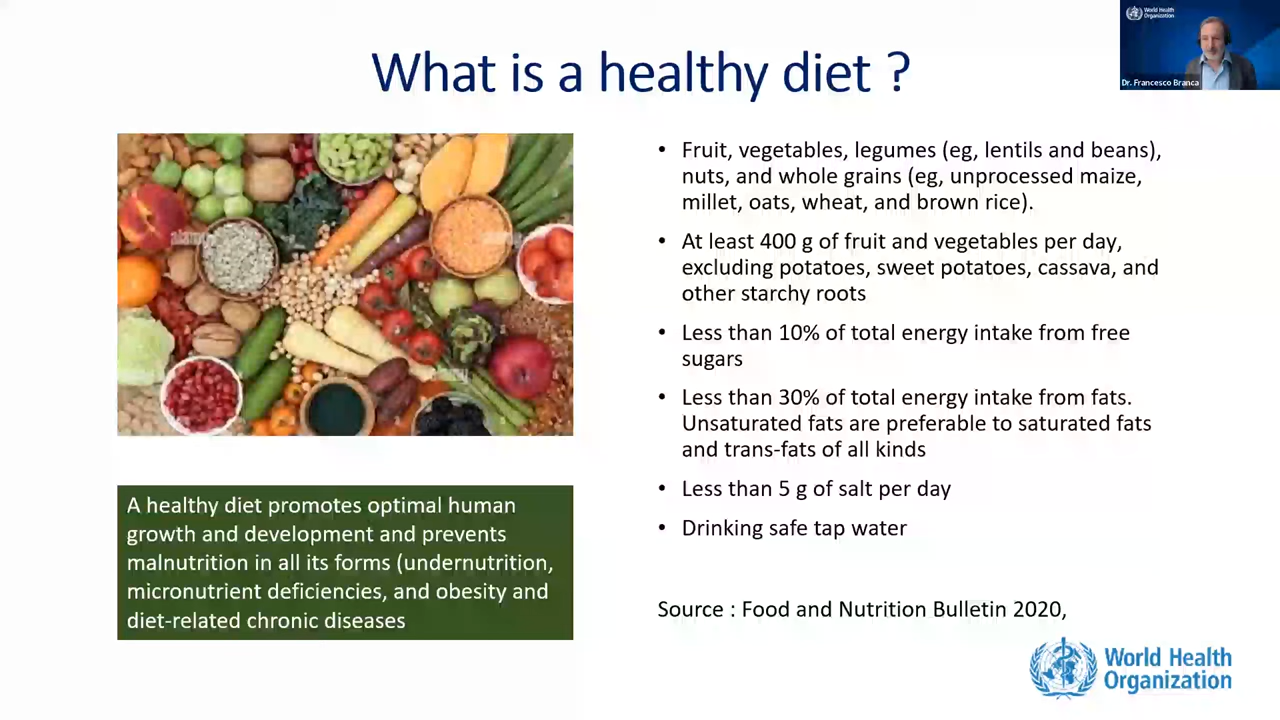 World Health
Organization
Dr. Francesco Branca
What is a healthy diet ?
alamy
alamy
alamy
A healthy diet promotes optimal human
growth and development and prevents
malnutrition in all its forms (undernutrition,
micronutrient deficiencies, and obesity and
diet-related chronic diseases
• Fruit, vegetables, legumes (eg, lentils and beans),
nuts, and whole grains (eg, unprocessed maize,
millet, oats, wheat, and brown rice).
• At least 400 g of fruit and vegetables per day,
excluding potatoes, sweet potatoes, cassava, and
other starchy roots
• Less than 10% of total energy intake from free
sugars
• Less than 30% of total energy intake from fats.
Unsaturated fats are preferable to saturated fats
and trans-fats of all kinds
• Less than 5 g of salt per day
• Drinking safe tap water
Source : Food and Nutrition Bulletin 2020,
World Health
Organization